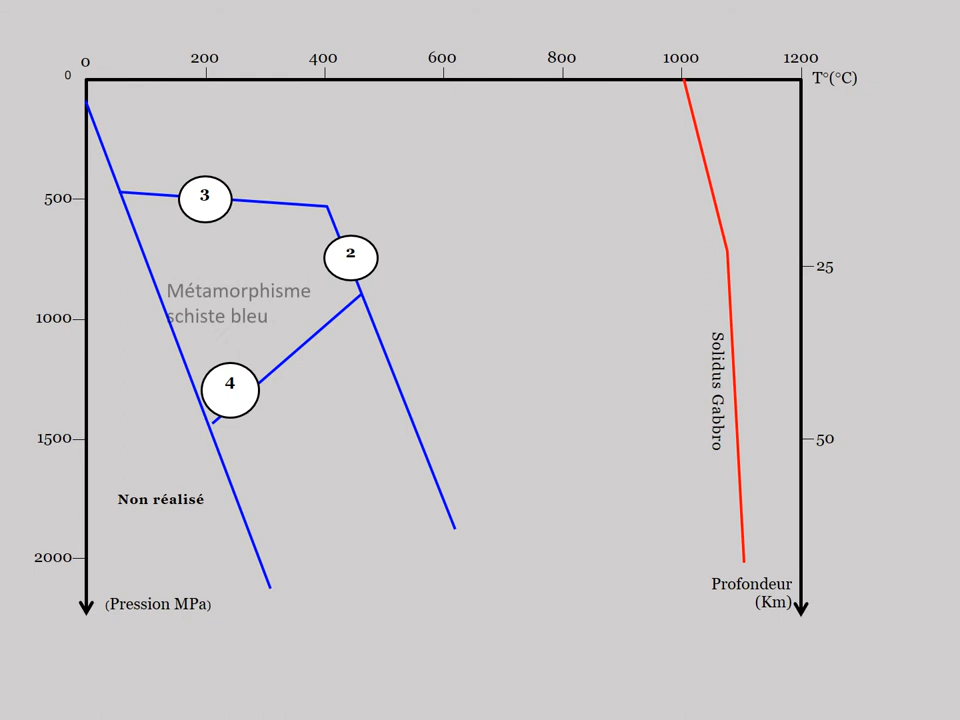 0 200 400 600 800 1000 1200
0
T°(°C)
3
500
2
25
Métamorphisme
schiste bleu
1000
Solidus Gabbro
4
1500
50
Non réalisé
2000
Profondeur
(Km)
(Pression MPa)